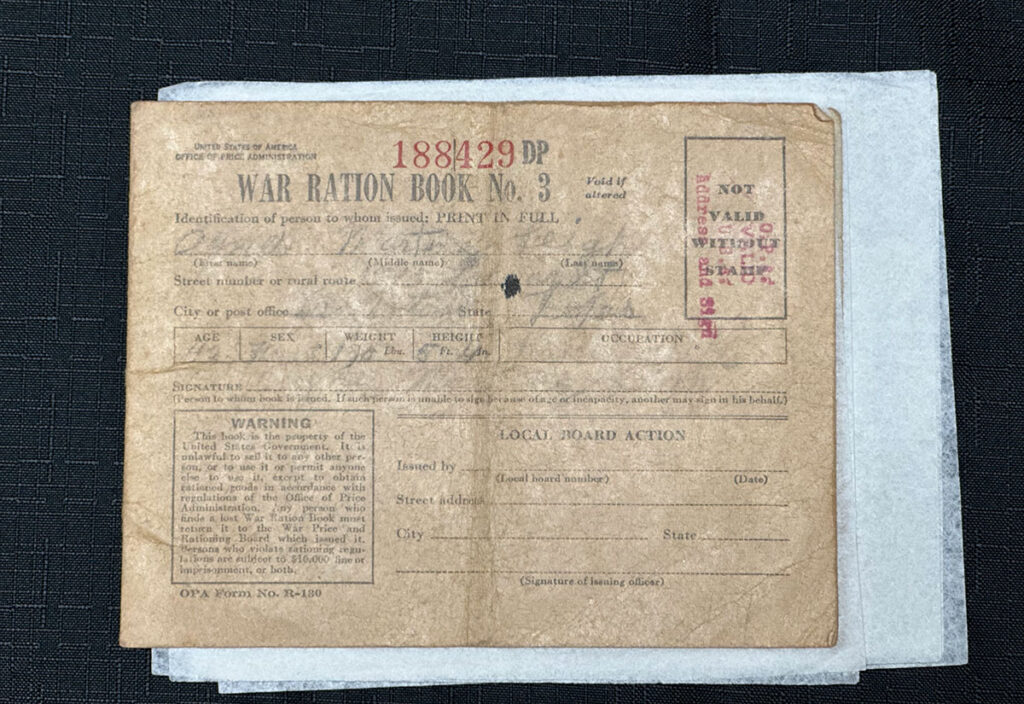 UNITED STATES OF AMERICA
OFFICE OF PRICE ADMINISTRATION
188429 DP
WAR RATION BOOK No. 3
Void if
altered
NOT
VALID
WITHOUT
STAMP
Identification of person to whom issued: PRINT IN FULL
(First name) (Middle name) (Last name)
Street number or rural route
City or post office State
AGE SEX WEIGHT HEIGHT OCCUPATION
170 Lbs. 5 Ft. In.
SIGNATURE
(Person to whom book is issued. If such person is unable to sign because of age or incapacity, another may sign in his behalf.)
WARNING
This book is the property of the
United States Government. It is
unlawful to sell it to any other per-
son, or to use it or permit anyone
else to use it, except to obtain
rationed goods in accordance with
regulations of the Office of Price
Administration. Any person who
finds a lost War Ration Book must
return it to the War Price and
Rationing Board which issued it.
Persons who violate rationing regu-
lations are subject to $10,000 fine or
imprisonment, or both.
OPA Form No. R-130
LOCAL BOARD ACTION
Issued by
(Local board number) (Date)
Street address
City State
(Signature of issuing officer)
Address and